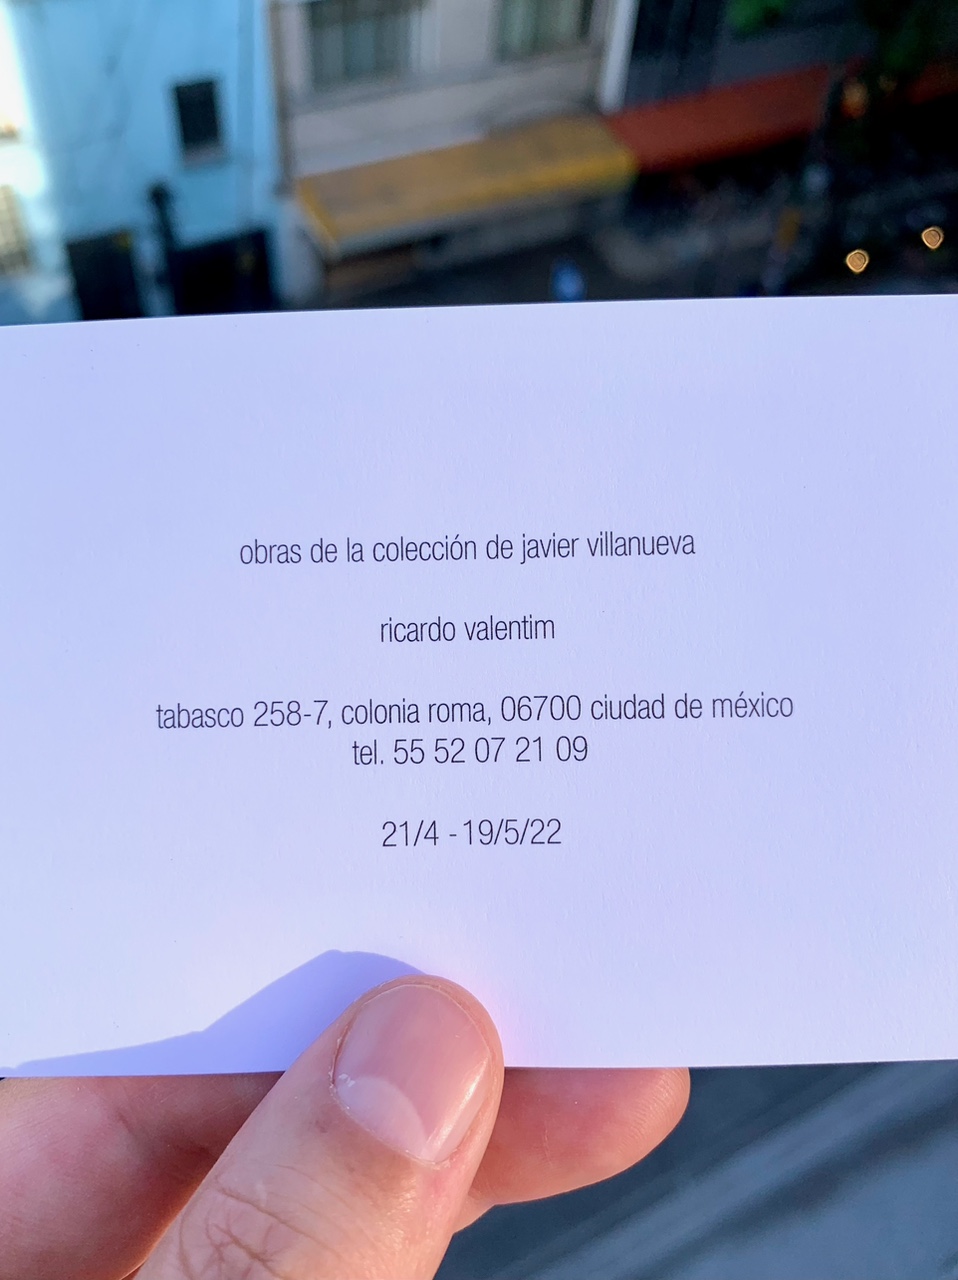 obras de la colección de javier villanueva
ricardo valentim
tabasco 258-7, colonia roma, 06700 ciudad de méxico
tel. 55 52 07 21 09
21/4 - 19/5/22